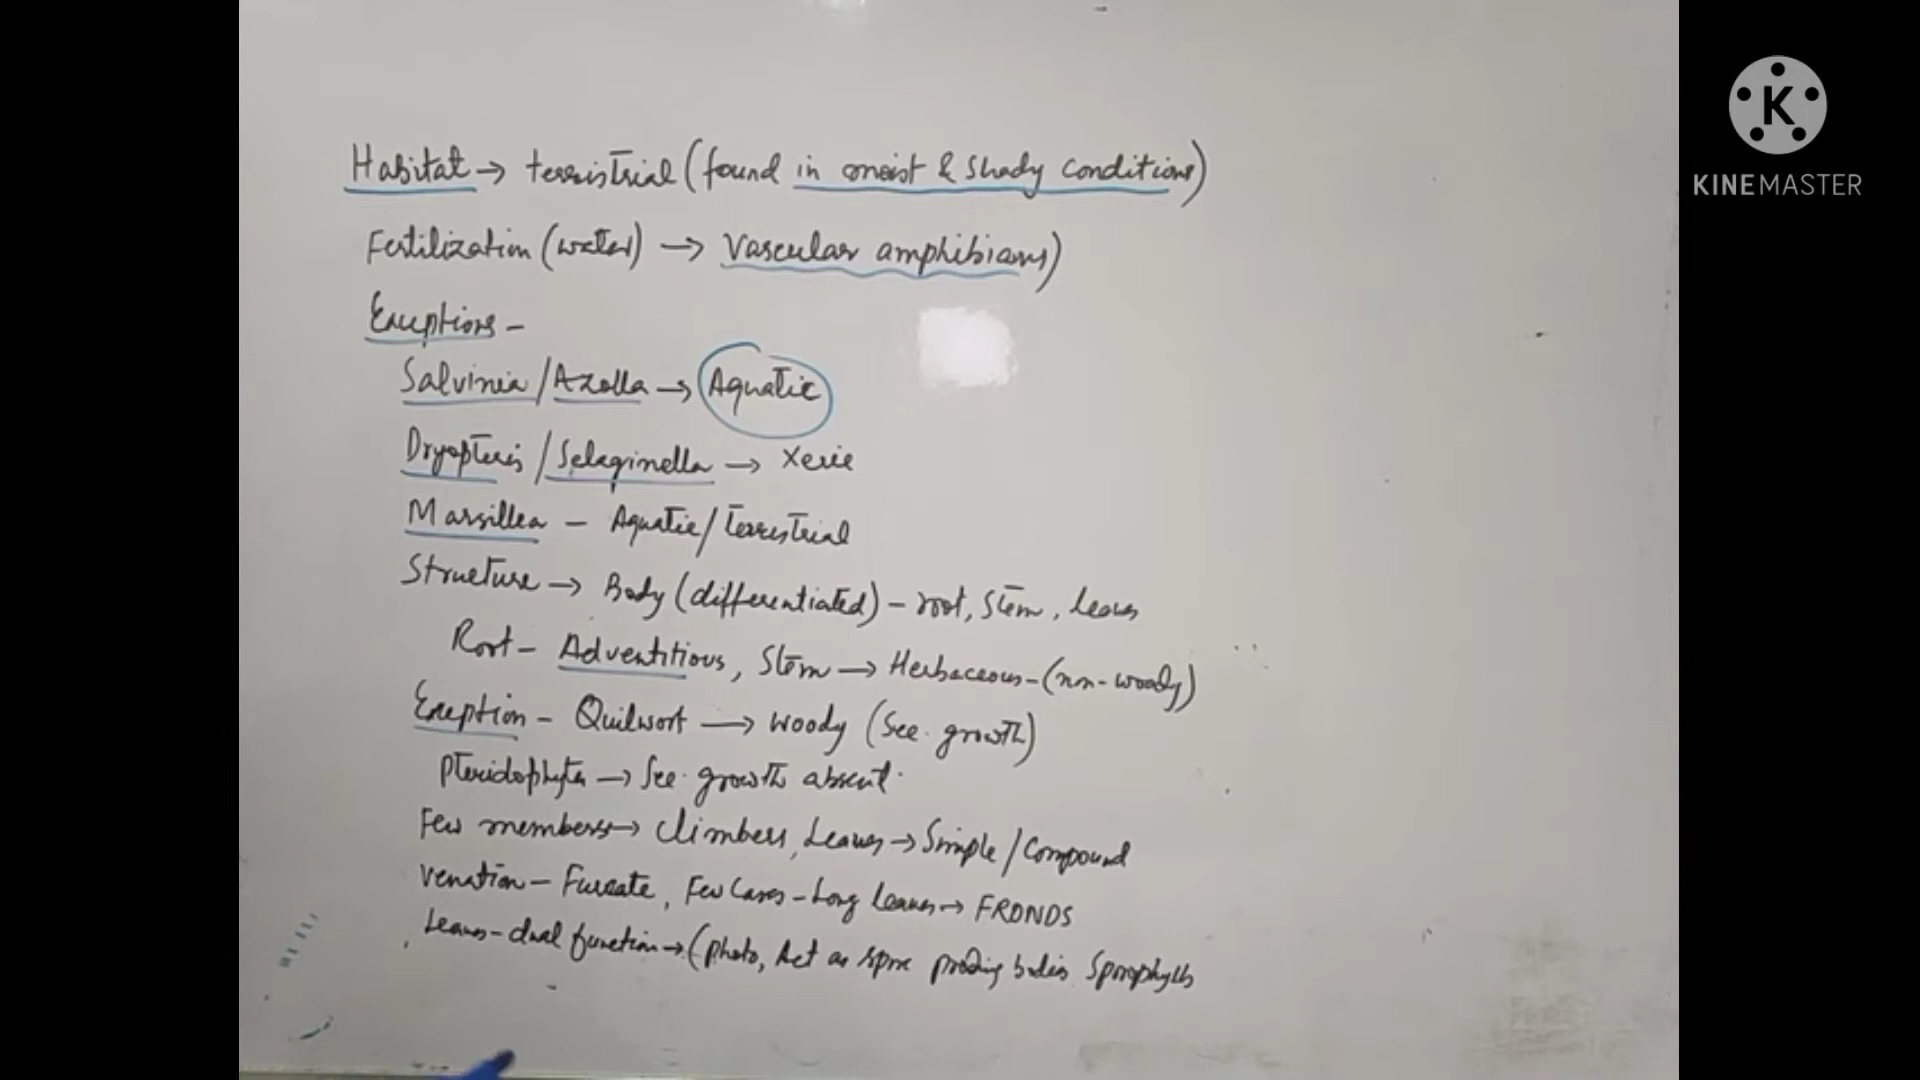 Habitat → terristrial (found in moist & Shady Conditions)
Fertilization (water) → Vascular amphibians)
Exceptions -
Salvinia / Azolla → Aquatic
Dryopteris / Selaginella → Xeric
Marsillea - Aquatic / Terrestrial
Structure → Body (differentiated) - root, Stem, Leaves
Root - Adventitious, Stem → Herbaceous - (non-woody)
Exception - Quilwort → woody (Sec. growth)
Pteridophyta → Sec. growth absent.
Few members → Climbers, Leaves → Simple / Compound
Venation - Furcate, Few Cases - Long Leaves → FRONDS
Leaves - dual function → (photo, Act as spore producing bodies Sporophylls
K
KINEMASTER